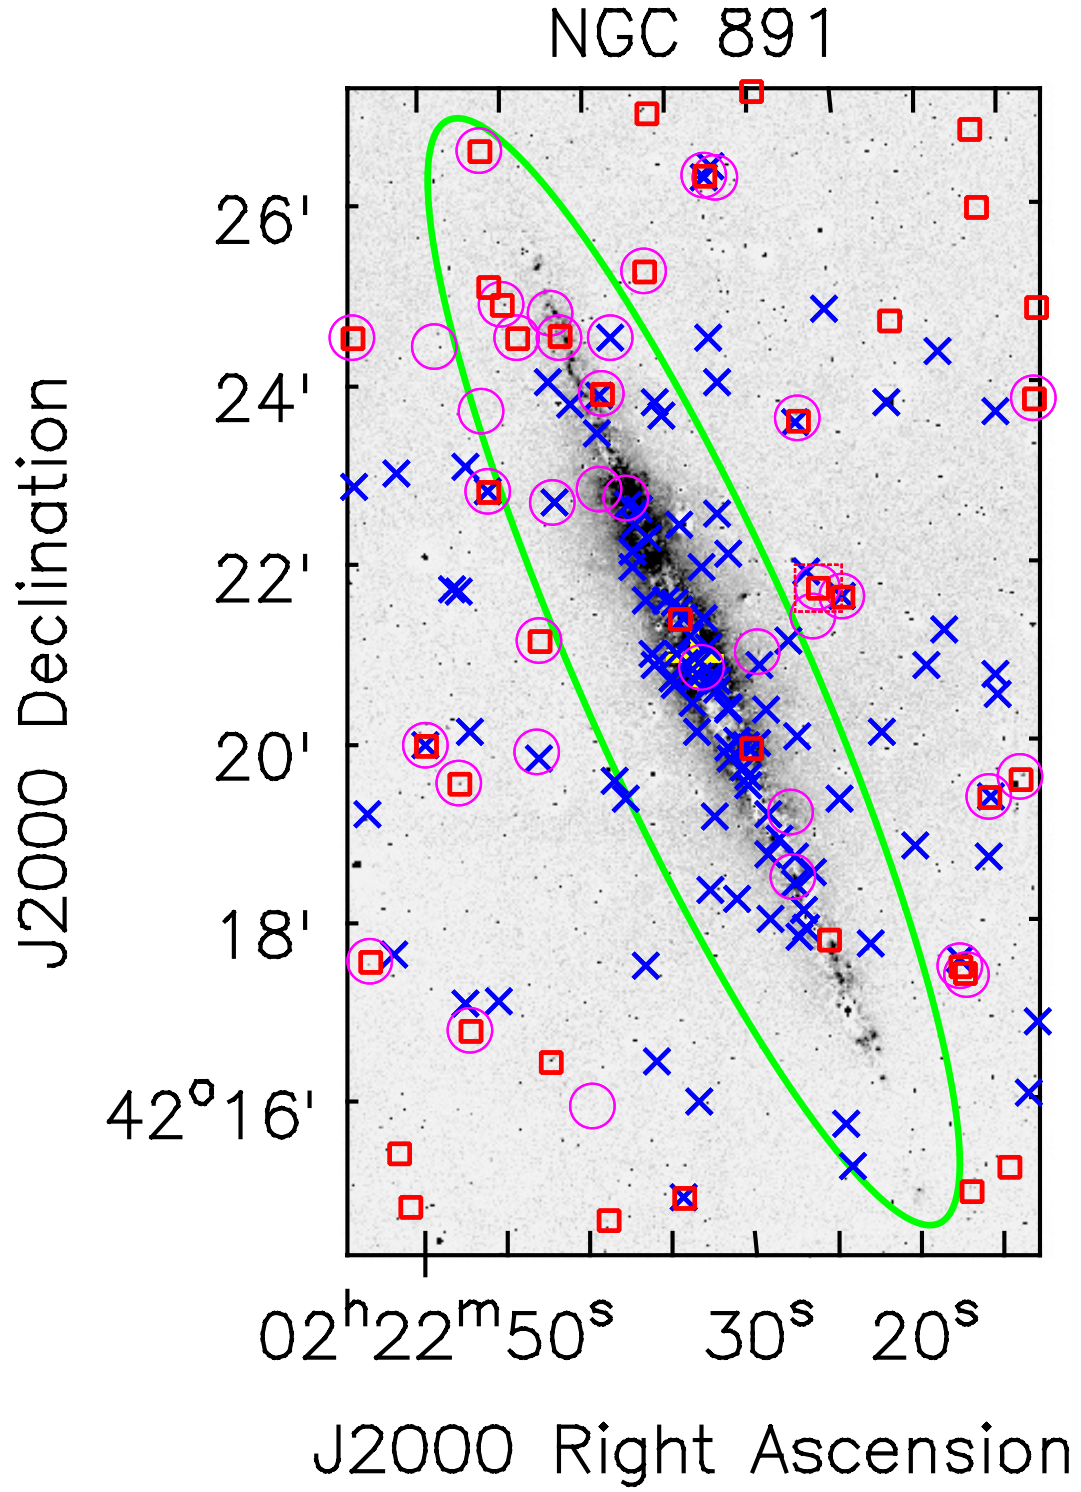 NGC 891
26'
24'
22'
20'
18'
42°16'
J2000 Declination
02ʰ22ᵐ50ˢ 30ˢ 20ˢ
J2000 Right Ascension